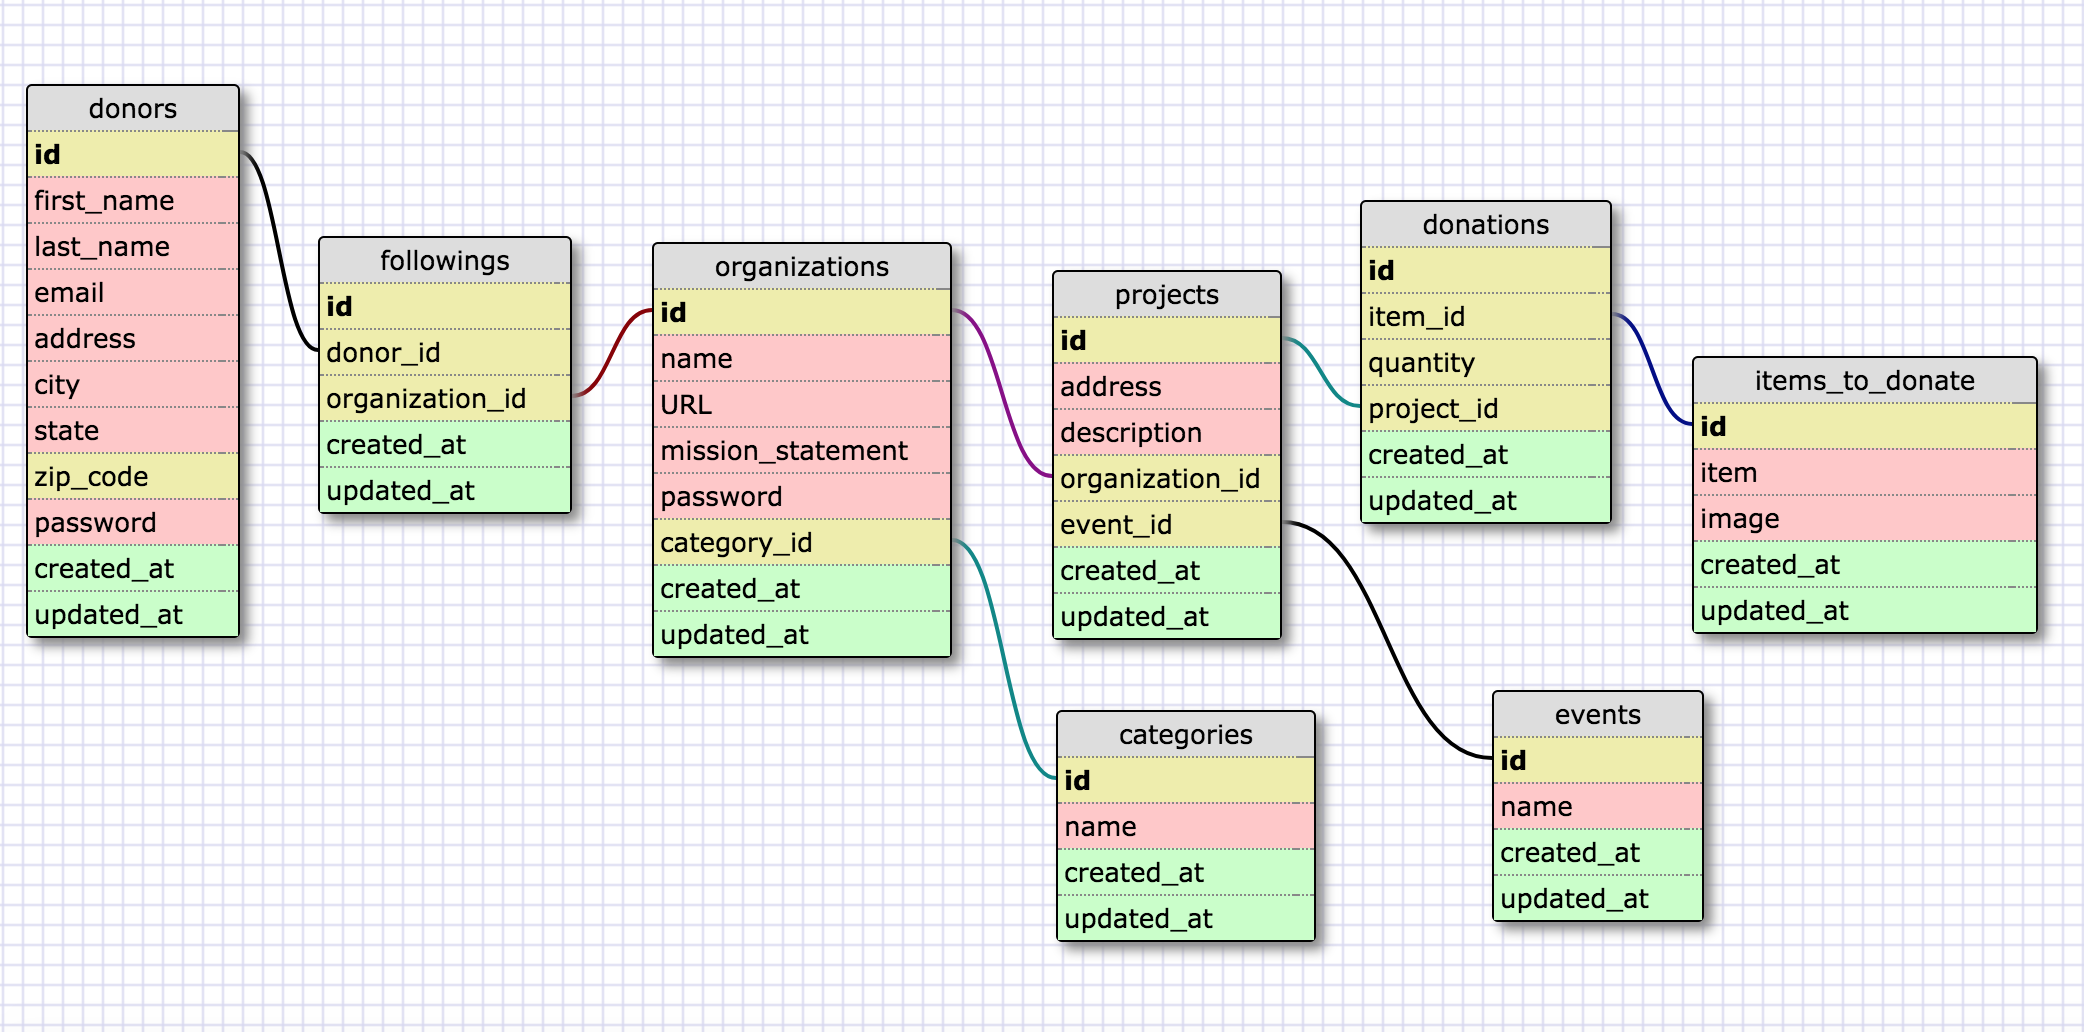 donors
id
first_name
last_name
email
address
city
state
zip_code
password
created_at
updated_at
followings
id
donor_id
organization_id
created_at
updated_at
organizations
id
name
URL
mission_statement
password
category_id
created_at
updated_at
projects
id
address
description
organization_id
event_id
created_at
updated_at
donations
id
item_id
quantity
project_id
created_at
updated_at
items_to_donate
id
item
image
created_at
updated_at
categories
id
name
created_at
updated_at
events
id
name
created_at
updated_at